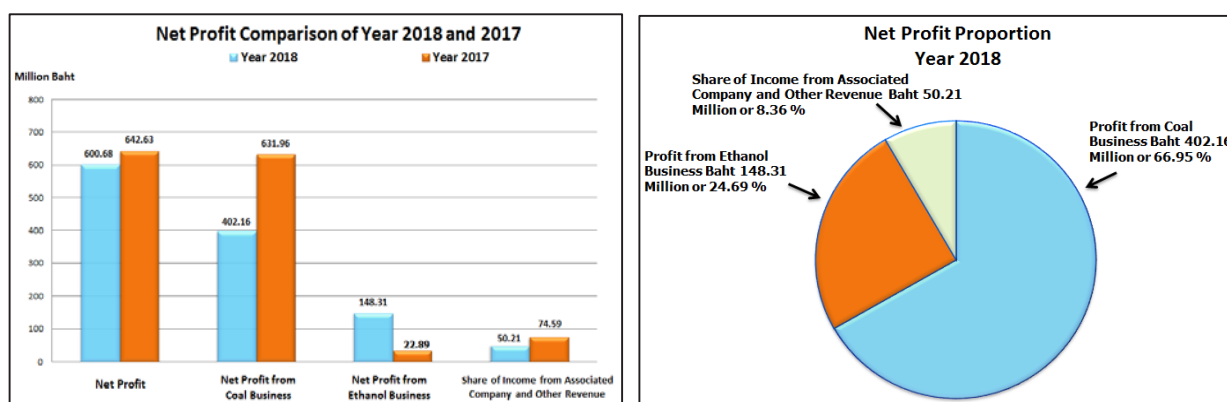 Net Profit Comparison of Year 2018 and 2017
Year 2018 Year 2017
Million Baht
800
700
600
500
400
300
200
100
0
600.68
642.63
402.16
631.96
148.31
22.89
50.21
74.59
Net Profit
Net Profit from
Coal Business
Net Profit from
Ethanol Business
Share of Income from Associated
Company and Other Revenue
Net Profit Proportion
Year 2018
Share of Income from Associated
Company and Other Revenue Baht 50.21
Million or 8.36 %
Profit from Ethanol
Business Baht 148.31
Million or 24.69 %
Profit from Coal
Business Baht 402.16
Million or 66.95 %